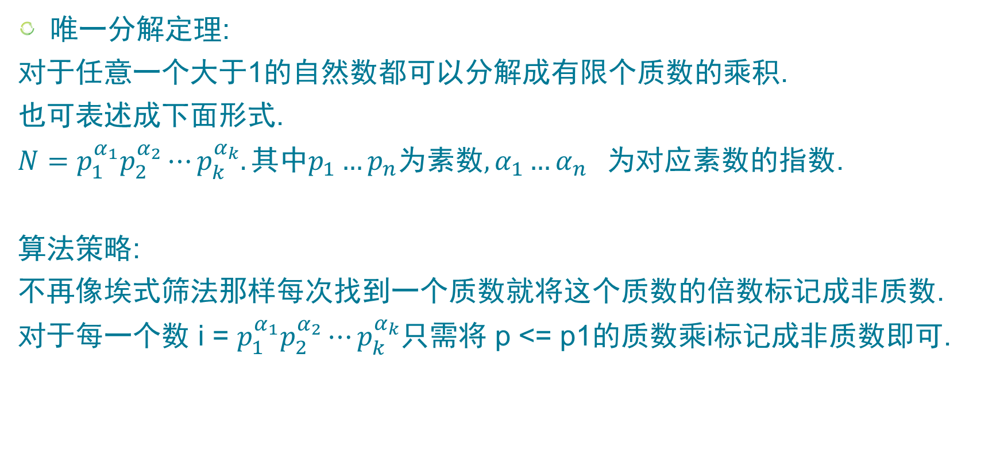 唯一分解定理:
对于任意一个大于1的自然数都可以分解成有限个质数的乘积.
也可表述成下面形式.
$N = p_1^{\alpha_1} p_2^{\alpha_2} \cdots p_k^{\alpha_k}$.其中$p_1 \dots p_n$为素数,$\alpha_1 \dots \alpha_n$ 为对应素数的指数.
算法策略:
不再像埃式筛法那样每次找到一个质数就将这个质数的倍数标记成非质数.
对于每一个数 i = $p_1^{\alpha_1} p_2^{\alpha_2} \cdots p_k^{\alpha_k}$只需将 p <= p1的质数乘i标记成非质数即可.